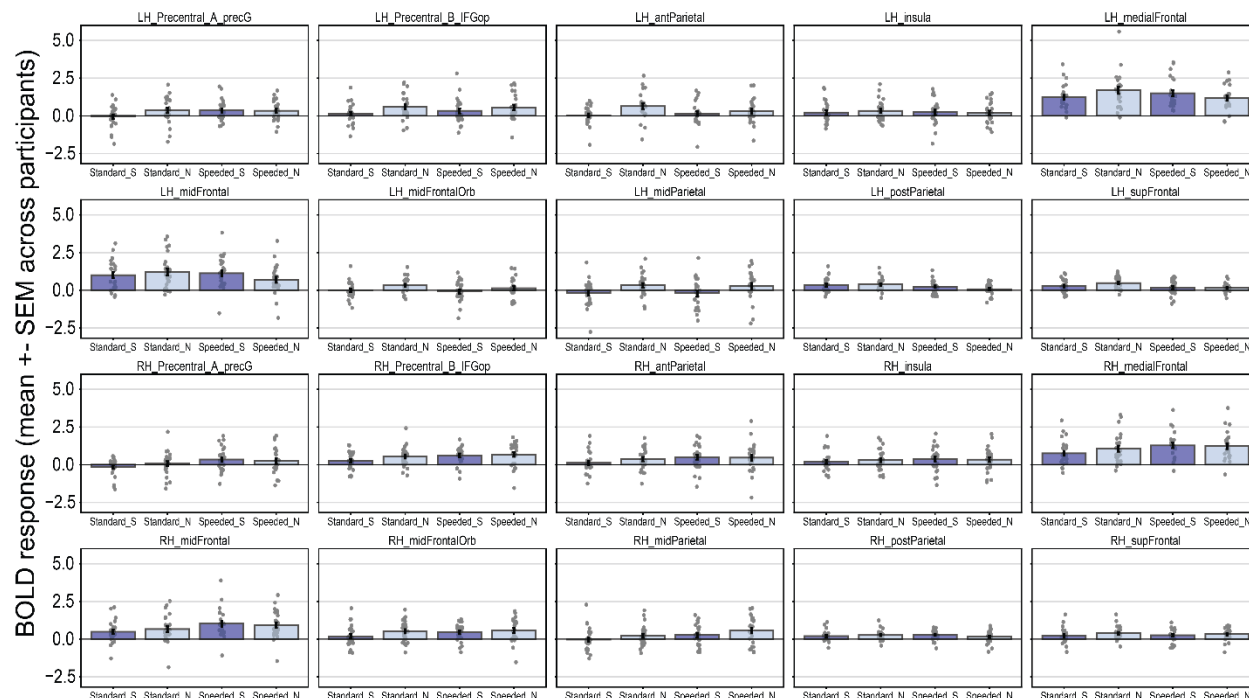 BOLD response (mean +- SEM across participants)
LH_Precentral_A_precG LH_Precentral_B_IFGop LH_antParietal LH_insula LH_medialFrontal
5.0
2.5
0.0
−2.5
Standard_S Standard_N Speeded_S Speeded_N Standard_S Standard_N Speeded_S Speeded_N Standard_S Standard_N Speeded_S Speeded_N Standard_S Standard_N Speeded_S Speeded_N Standard_S Standard_N Speeded_S Speeded_N
LH_midFrontal LH_midFrontalOrb LH_midParietal LH_postParietal LH_supFrontal
5.0
2.5
0.0
−2.5
Standard_S Standard_N Speeded_S Speeded_N Standard_S Standard_N Speeded_S Speeded_N Standard_S Standard_N Speeded_S Speeded_N Standard_S Standard_N Speeded_S Speeded_N Standard_S Standard_N Speeded_S Speeded_N
RH_Precentral_A_precG RH_Precentral_B_IFGop RH_antParietal RH_insula RH_medialFrontal
5.0
2.5
0.0
−2.5
Standard_S Standard_N Speeded_S Speeded_N Standard_S Standard_N Speeded_S Speeded_N Standard_S Standard_N Speeded_S Speeded_N Standard_S Standard_N Speeded_S Speeded_N Standard_S Standard_N Speeded_S Speeded_N
RH_midFrontal RH_midFrontalOrb RH_midParietal RH_postParietal RH_supFrontal
5.0
2.5
0.0
−2.5
Standard_S Standard_N Speeded_S Speeded_N Standard_S Standard_N Speeded_S Speeded_N Standard_S Standard_N Speeded_S Speeded_N Standard_S Standard_N Speeded_S Speeded_N Standard_S Standard_N Speeded_S Speeded_N